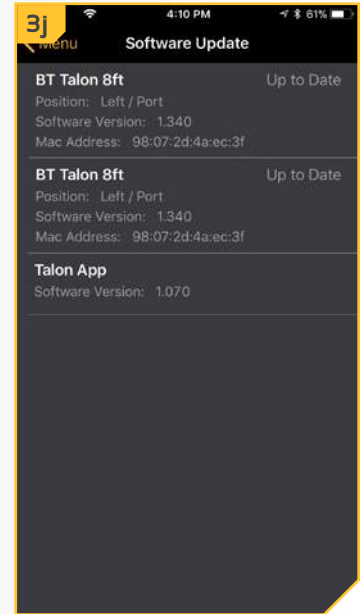 3j
4:10 PM
61%
Menu
Software Update
BT Talon 8ft
Up to Date
Position: Left / Port
Software Version: 1.340
Mac Address: 98:07:2d:4a:ec:3f
BT Talon 8ft
Up to Date
Position: Left / Port
Software Version: 1.340
Mac Address: 98:07:2d:4a:ec:3f
Talon App
Software Version: 1.070